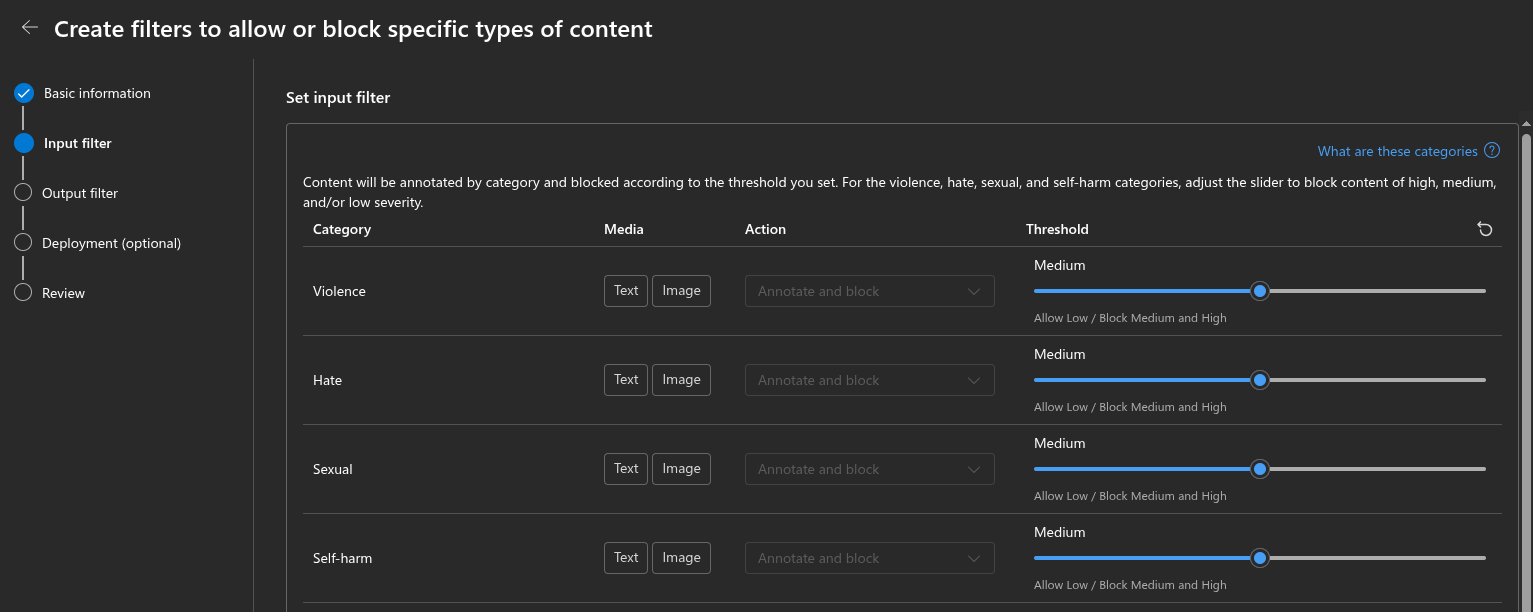 Create filters to allow or block specific types of content
Basic information
Input filter
Output filter
Deployment (optional)
Review
Set input filter
What are these categories
Content will be annotated by category and blocked according to the threshold you set. For the violence, hate, sexual, and self-harm categories, adjust the slider to block content of high, medium,
and/or low severity.
Category Media Action Threshold
Medium
Violence Text Image Annotate and block
Allow Low / Block Medium and High
Medium
Hate Text Image Annotate and block
Allow Low / Block Medium and High
Medium
Sexual Text Image Annotate and block
Allow Low / Block Medium and High
Medium
Self-harm Text Image Annotate and block
Allow Low / Block Medium and High